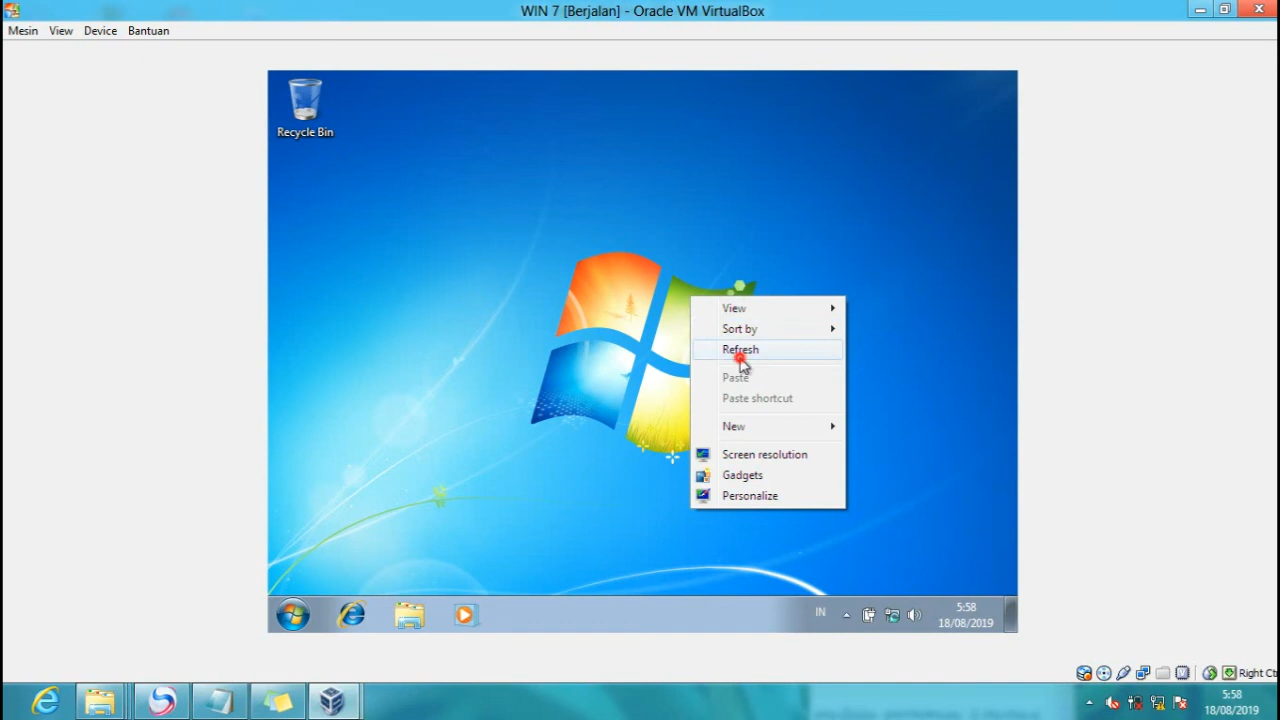 WIN 7 [Berjalan] - Oracle VM VirtualBox
Mesin View Device Bantuan
Recycle Bin
View
Sort by
Refresh
Paste
Paste shortcut
New
Screen resolution
Gadgets
Personalize
IN
5:58
18/08/2019
Right
5:58
18/08/2019